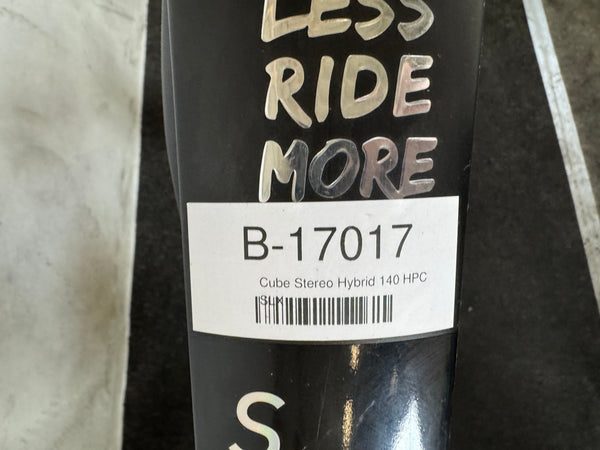 LESS
RIDE
MORE
B-17017
Cube Stereo Hybrid 140 HPC
SLX
S